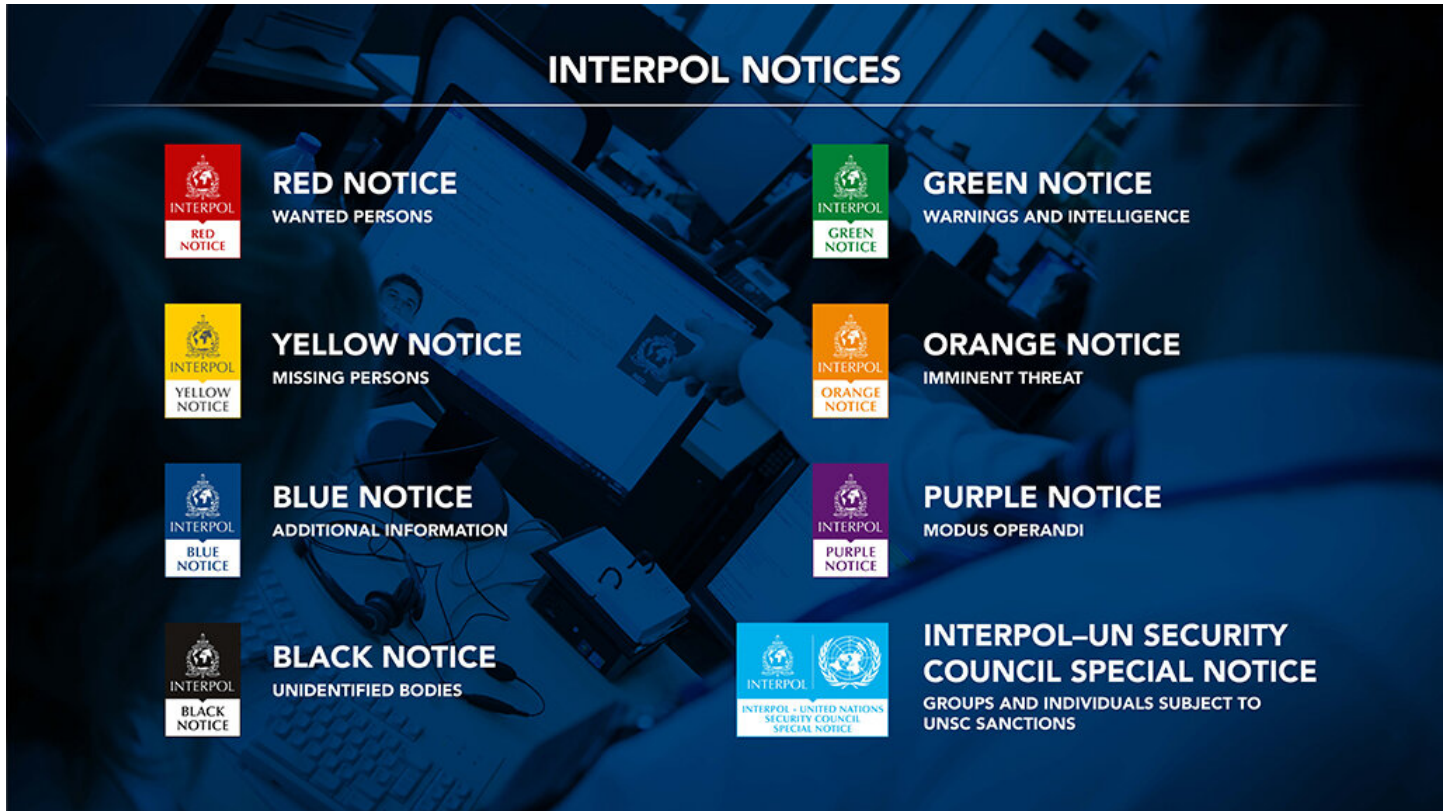 INTERPOL NOTICES
INTERPOL
RED
NOTICE
RED NOTICE
WANTED PERSONS
INTERPOL
YELLOW
NOTICE
YELLOW NOTICE
MISSING PERSONS
INTERPOL
BLUE
NOTICE
BLUE NOTICE
ADDITIONAL INFORMATION
INTERPOL
BLACK
NOTICE
BLACK NOTICE
UNIDENTIFIED BODIES
INTERPOL
GREEN
NOTICE
GREEN NOTICE
WARNINGS AND INTELLIGENCE
INTERPOL
ORANGE
NOTICE
ORANGE NOTICE
IMMINENT THREAT
INTERPOL
PURPLE
NOTICE
PURPLE NOTICE
MODUS OPERANDI
INTERPOL
INTERPOL • UNITED NATIONS
SECURITY COUNCIL
SPECIAL NOTICE
INTERPOL–UN SECURITY
COUNCIL SPECIAL NOTICE
GROUPS AND INDIVIDUALS SUBJECT TO
UNSC SANCTIONS